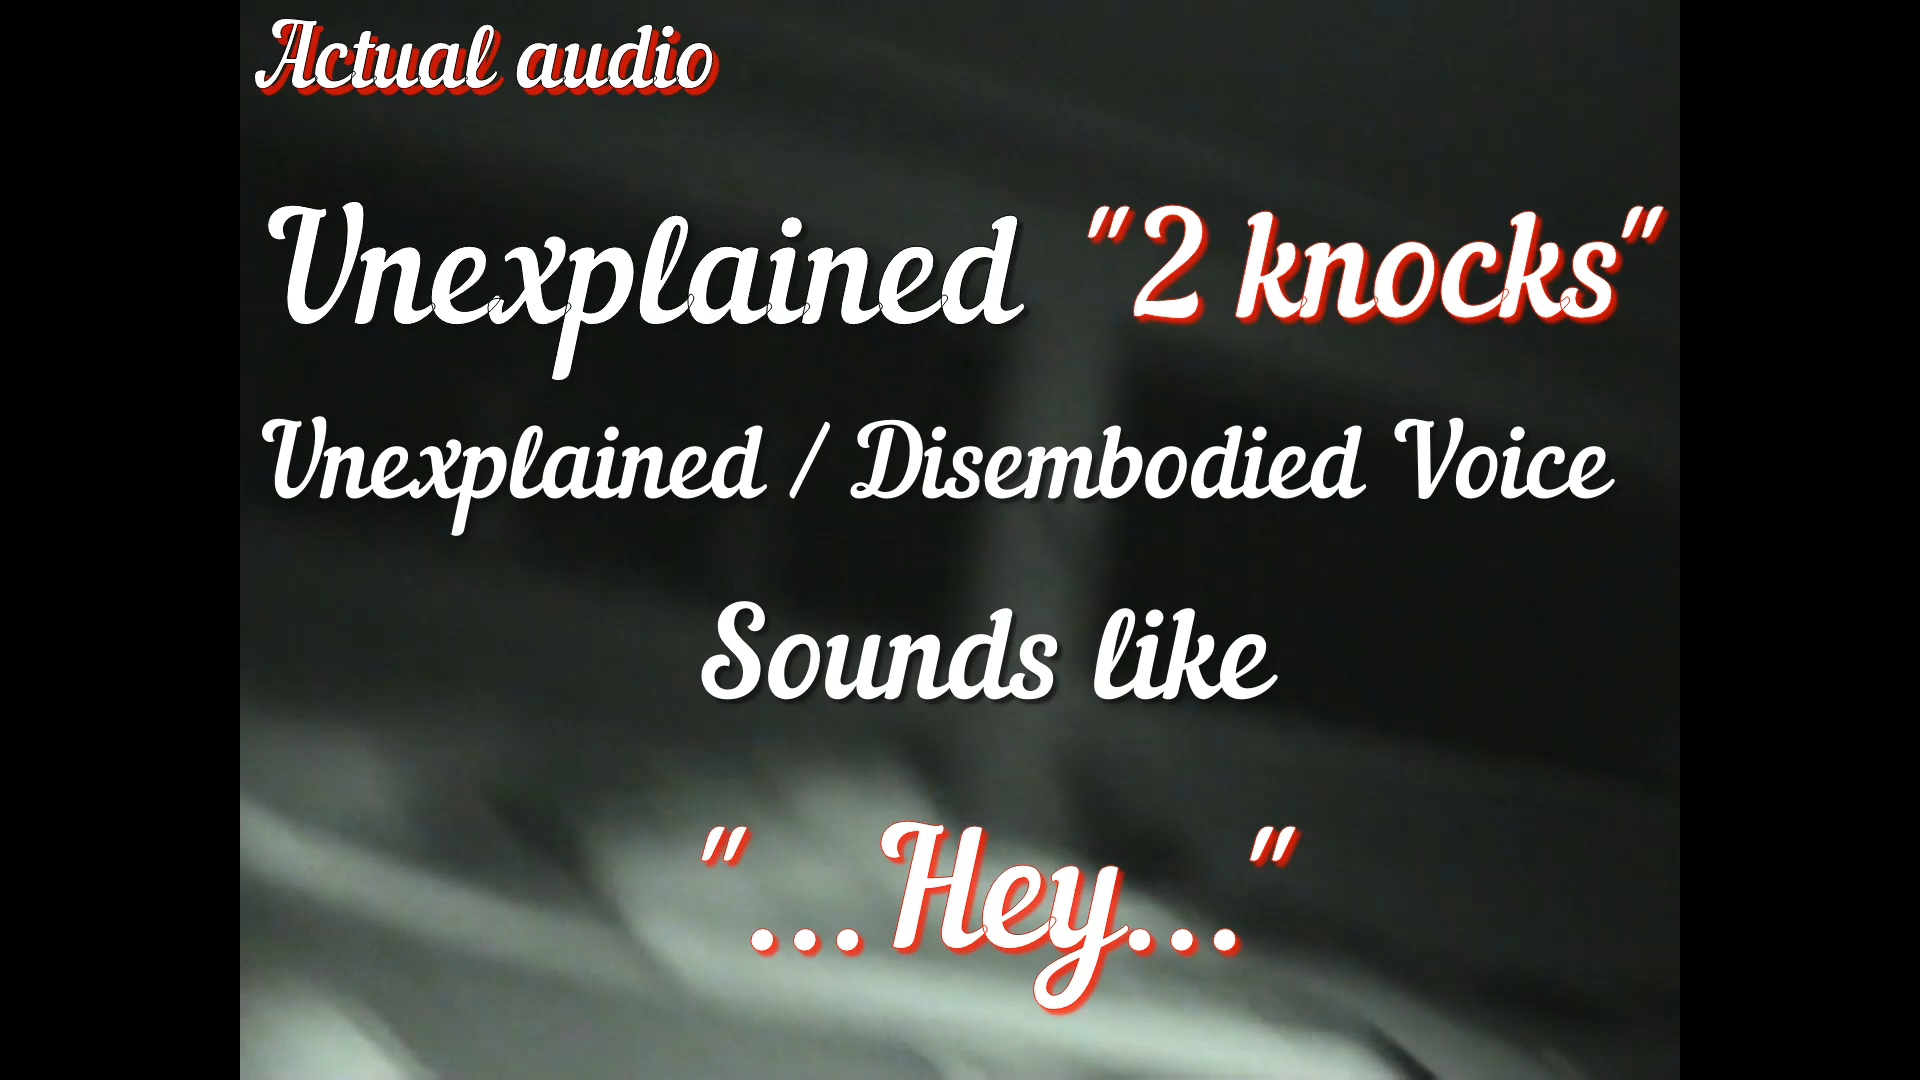 Actual audio
Unexplained "2 knocks"
Unexplained / Disembodied Voice
Sounds like
"...Hey..."